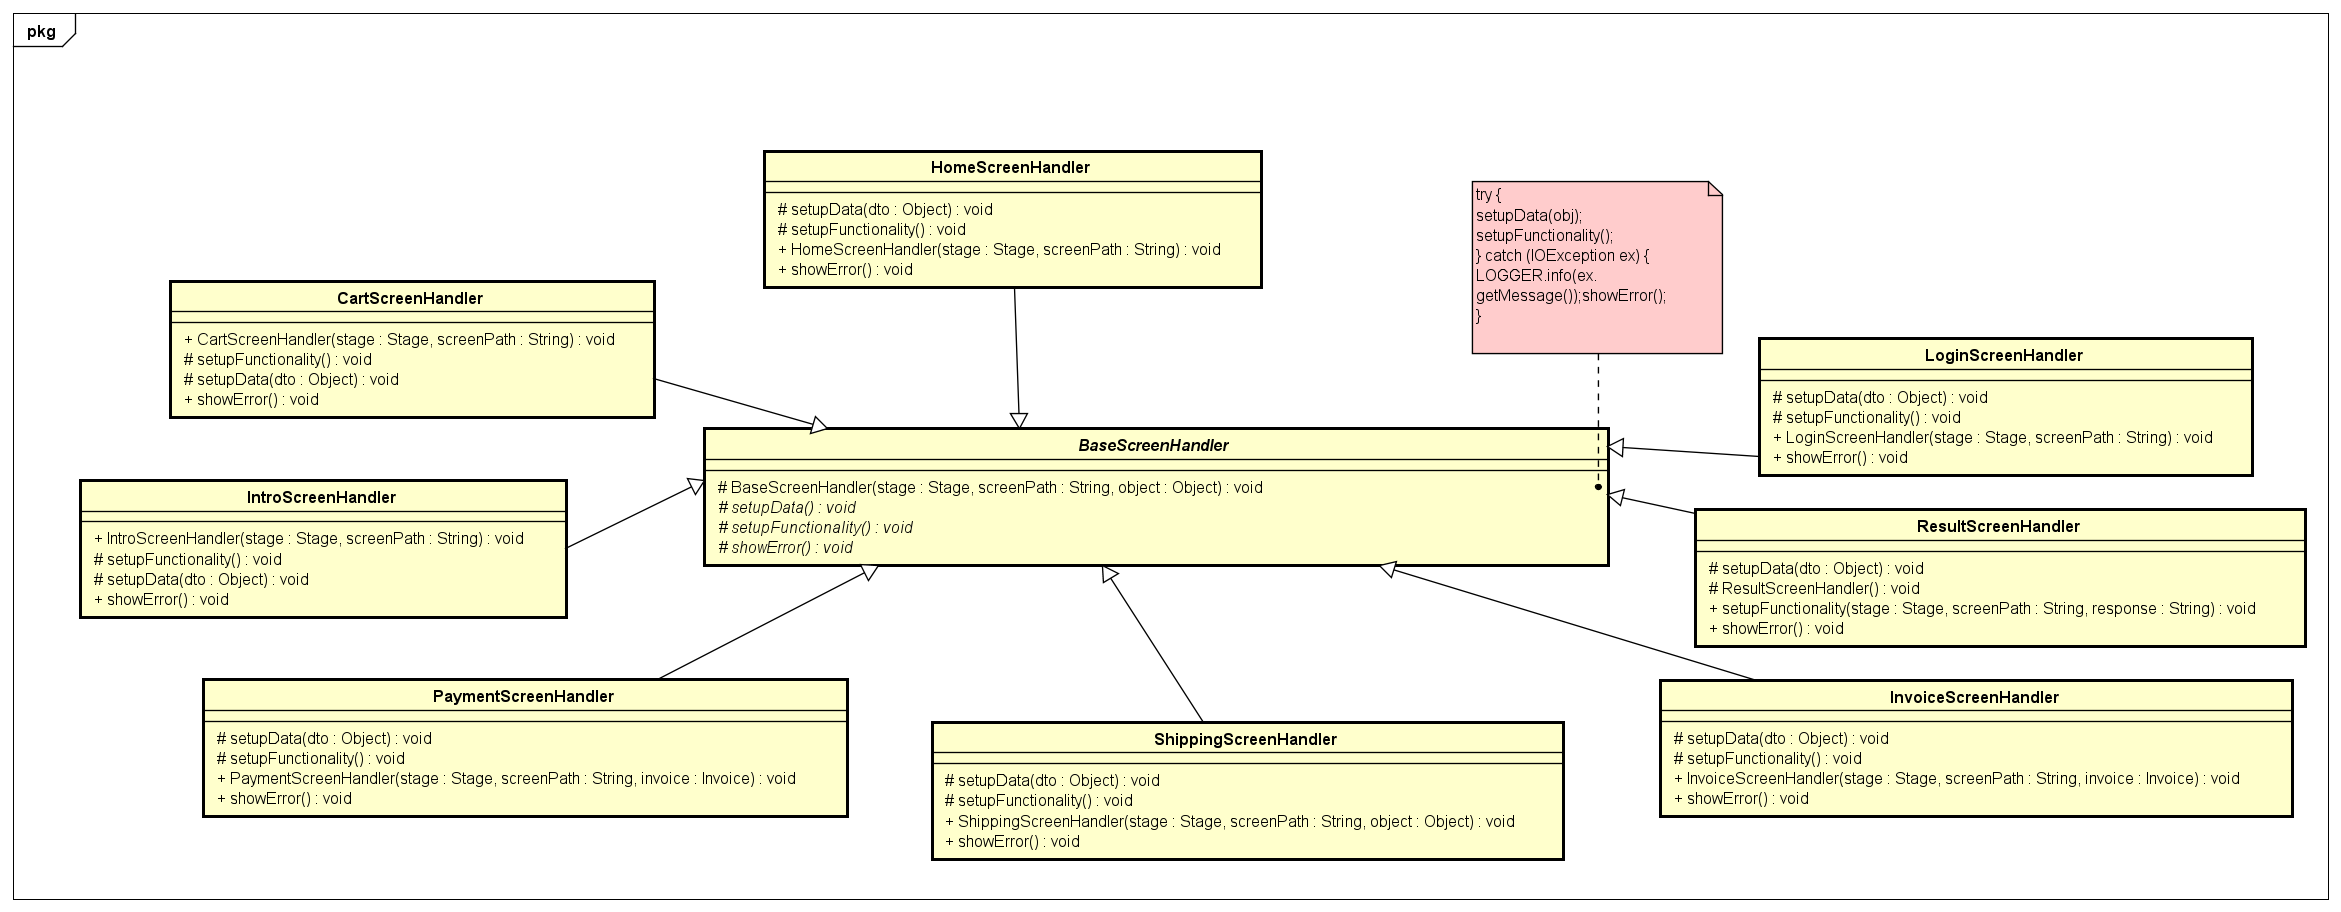 pkg
HomeScreenHandler
# setupData(dto : Object) : void
# setupFunctionality() : void
+ HomeScreenHandler(stage : Stage, screenPath : String) : void
+ showError() : void
try {
setupData(obj);
setupFunctionality();
} catch (IOException ex) {
LOGGER.info(ex.
getMessage());showError();
}
CartScreenHandler
+ CartScreenHandler(stage : Stage, screenPath : String) : void
# setupFunctionality() : void
# setupData(dto : Object) : void
+ showError() : void
LoginScreenHandler
# setupData(dto : Object) : void
# setupFunctionality() : void
+ LoginScreenHandler(stage : Stage, screenPath : String) : void
+ showError() : void
BaseScreenHandler
# BaseScreenHandler(stage : Stage, screenPath : String, object : Object) : void
# setupData() : void
# setupFunctionality() : void
# showError() : void
IntroScreenHandler
+ IntroScreenHandler(stage : Stage, screenPath : String) : void
# setupFunctionality() : void
# setupData(dto : Object) : void
+ showError() : void
ResultScreenHandler
# setupData(dto : Object) : void
# ResultScreenHandler() : void
+ setupFunctionality(stage : Stage, screenPath : String, response : String) : void
+ showError() : void
PaymentScreenHandler
# setupData(dto : Object) : void
# setupFunctionality() : void
+ PaymentScreenHandler(stage : Stage, screenPath : String, invoice : Invoice) : void
+ showError() : void
ShippingScreenHandler
# setupData(dto : Object) : void
# setupFunctionality() : void
+ ShippingScreenHandler(stage : Stage, screenPath : String, object : Object) : void
+ showError() : void
InvoiceScreenHandler
# setupData(dto : Object) : void
# setupFunctionality() : void
+ InvoiceScreenHandler(stage : Stage, screenPath : String, invoice : Invoice) : void
+ showError() : void